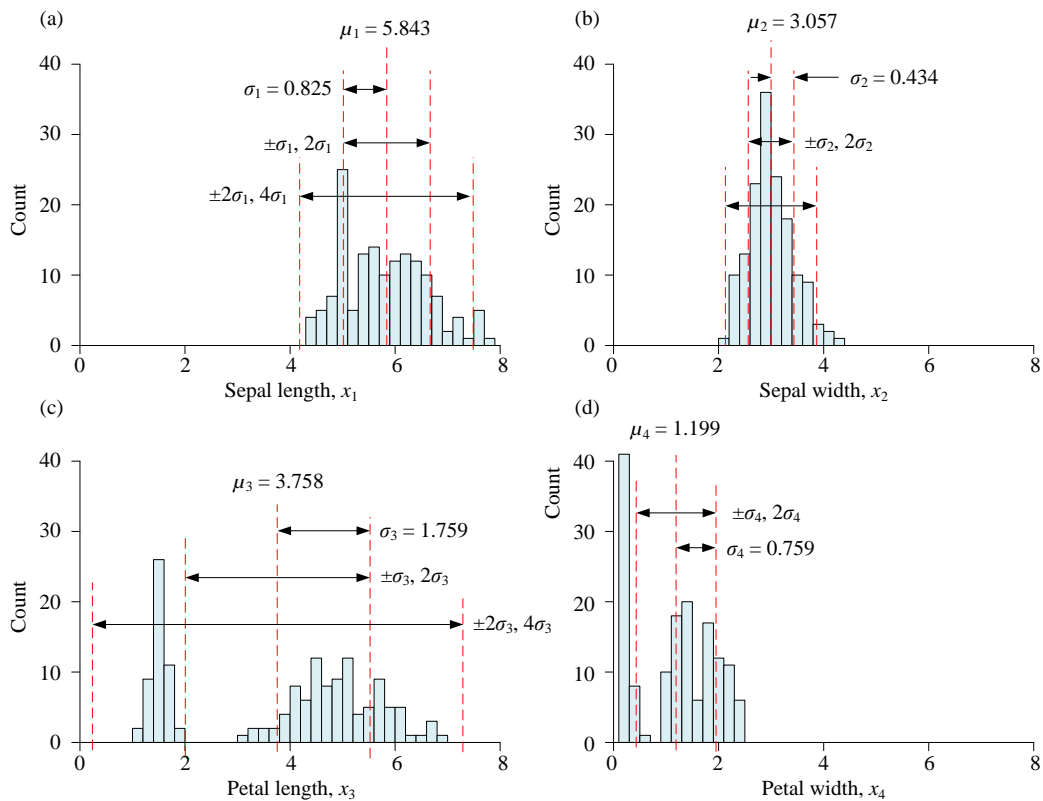 (a)
μ1 = 5.843
40
σ1 = 0.825
30
±σ1, 2σ1
±2σ1, 4σ1
20
Count
10
0
0 2 4 6 8
Sepal length, x1
(b)
μ2 = 3.057
40
σ2 = 0.434
30
±σ2, 2σ2
20
Count
10
0
0 2 4 6 8
Sepal width, x2
(c)
40
μ3 = 3.758
30
σ3 = 1.759
±σ3, 2σ3
20
±2σ3, 4σ3
Count
10
0
0 2 4 6 8
Petal length, x3
(d)
μ4 = 1.199
40
±σ4, 2σ4
30
σ4 = 0.759
20
Count
10
0
0 2 4 6 8
Petal width, x4